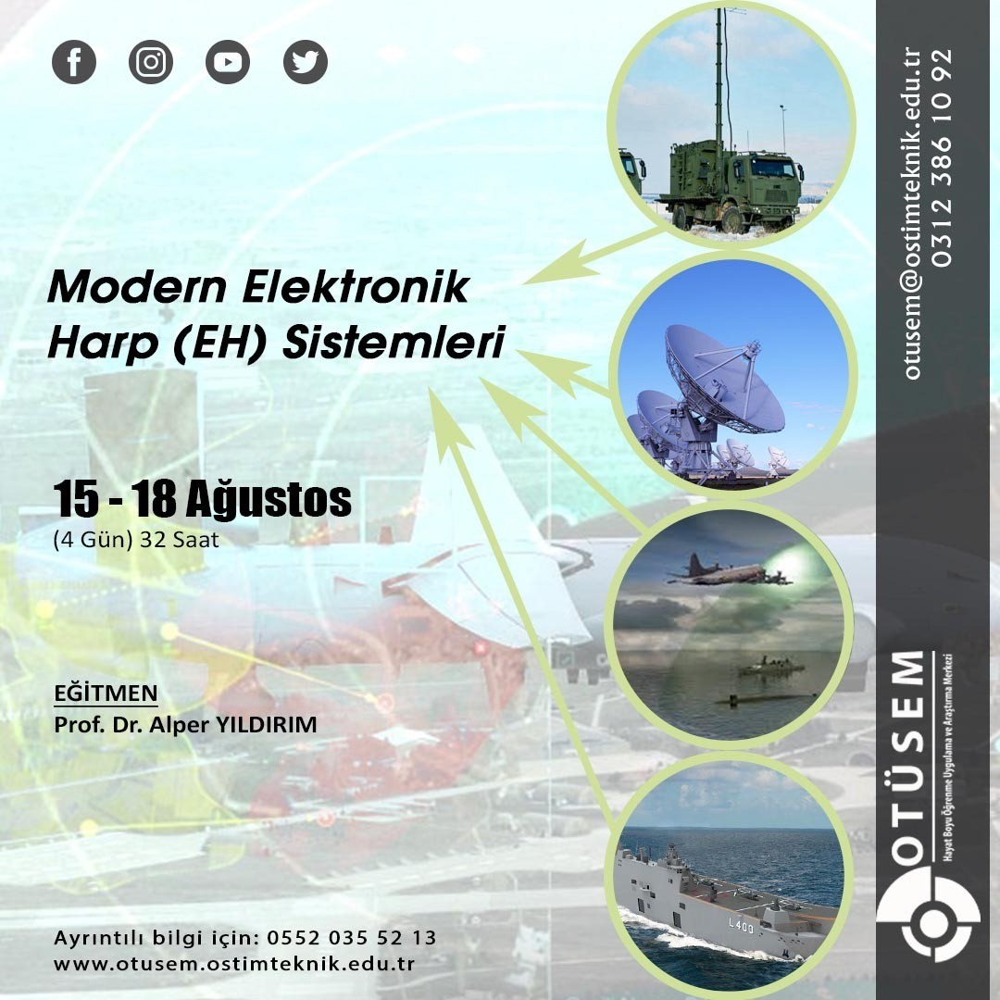 Modern Elektronik
Harp (EH) Sistemleri
15 - 18 Ağustos
(4 Gün) 32 Saat
EĞİTMEN
Prof. Dr. Alper YILDIRIM
Ayrıntılı bilgi için: 0552 035 52 13
www.otusem.ostimteknik.edu.tr
otusem@ostimteknik.edu.tr
0312 386 10 92
OTÜSEM
Hayat Boyu Öğrenme Uygulama ve Araştırma Merkezi
L400